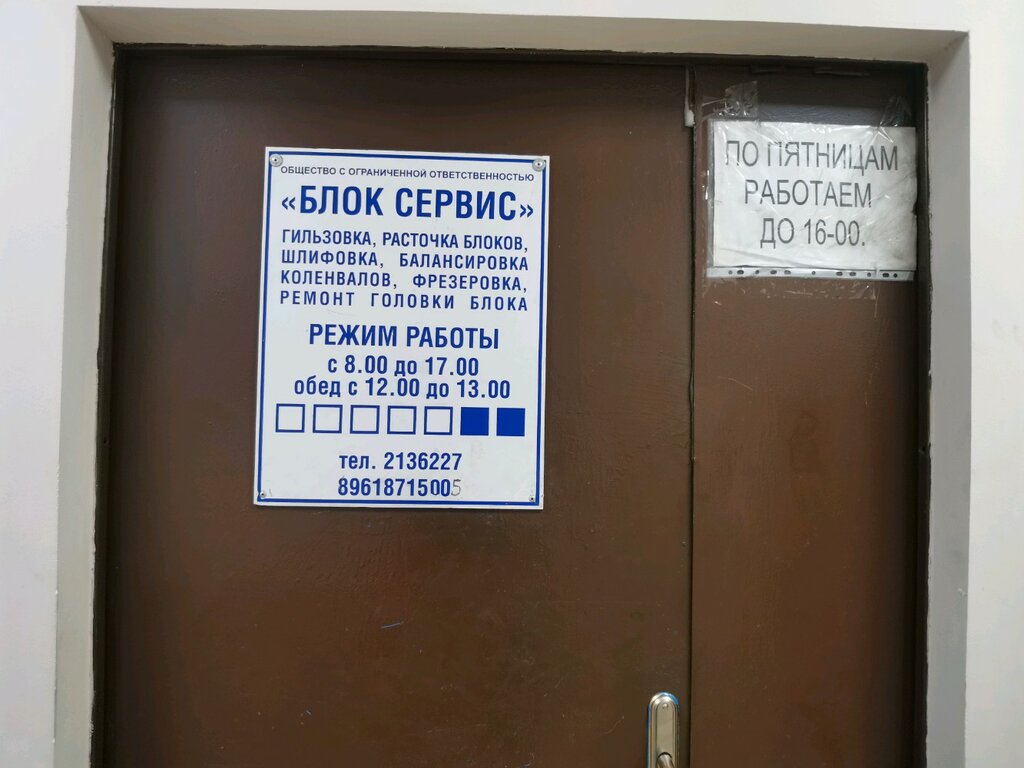 ОБЩЕСТВО С ОГРАНИЧЕННОЙ ОТВЕТСТВЕННОСТЬЮ
«БЛОК СЕРВИС»
ГИЛЬЗОВКА, РАСТОЧКА БЛОКОВ,
ШЛИФОВКА, БАЛАНСИРОВКА
КОЛЕНВАЛОВ, ФРЕЗЕРОВКА,
РЕМОНТ ГОЛОВКИ БЛОКА
РЕЖИМ РАБОТЫ
с 8.00 до 17.00
обед с 12.00 до 13.00
тел. 2136227
89618715005
ПО ПЯТНИЦАМ
РАБОТАЕМ
ДО 16-00.